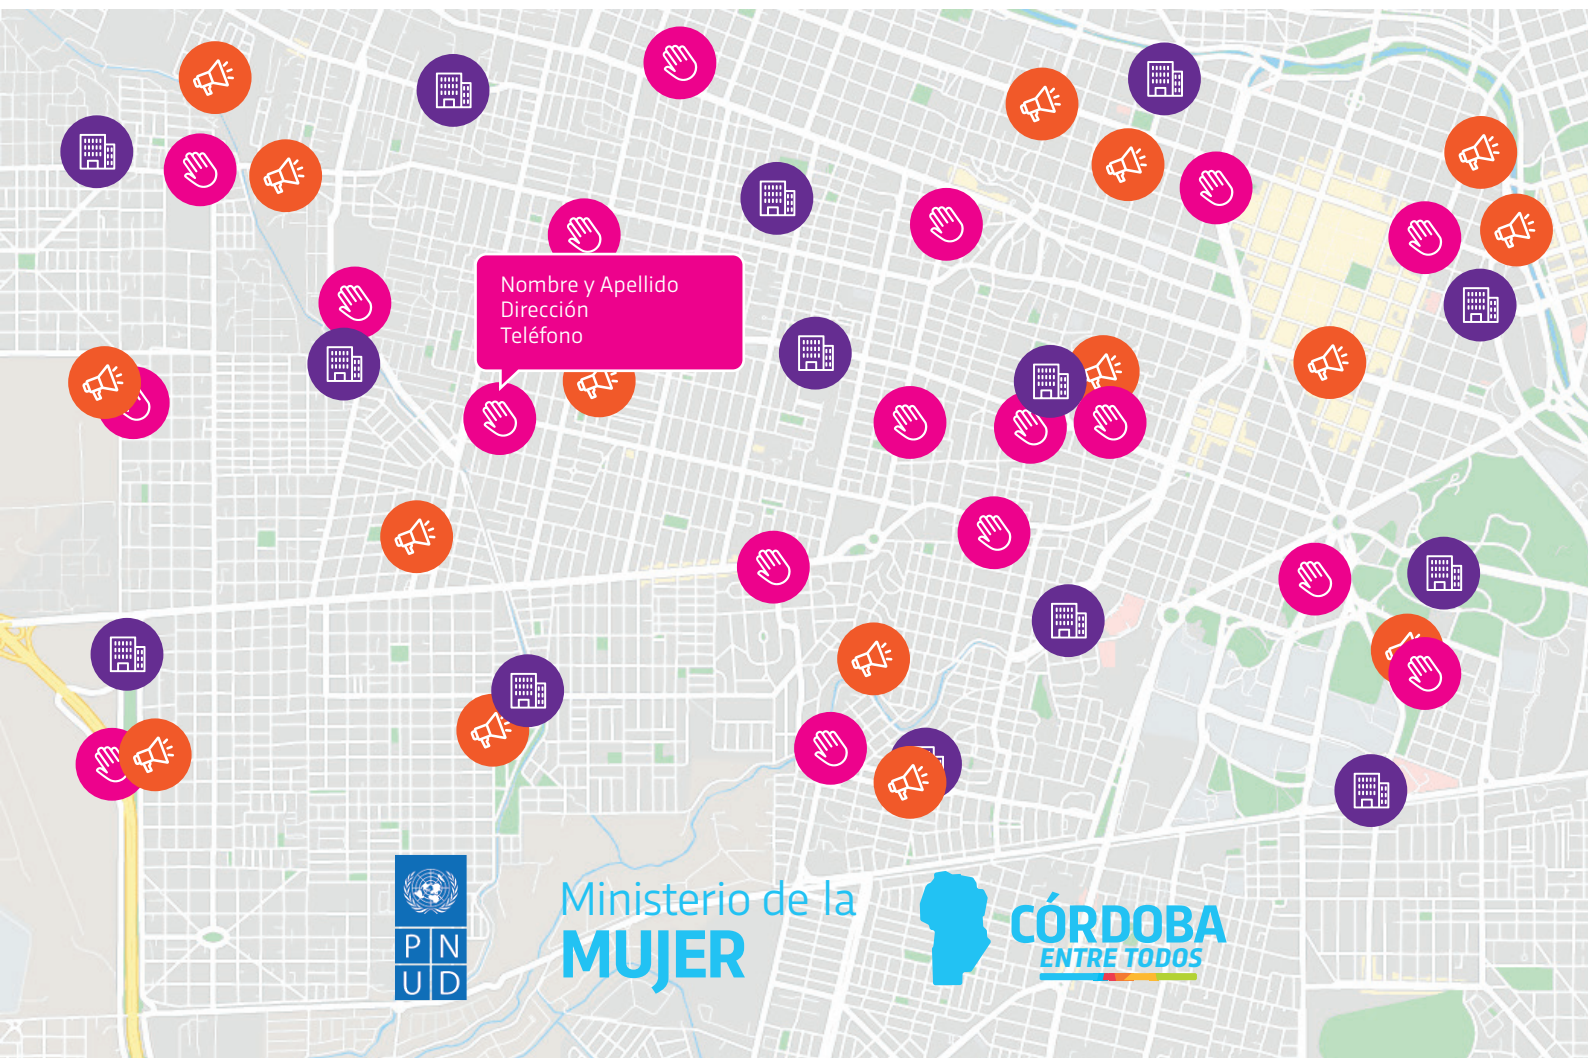 Nombre y Apellido
Dirección
Teléfono
P N
U D
Ministerio de la
MUJER
CÓRDOBA
ENTRE TODOS